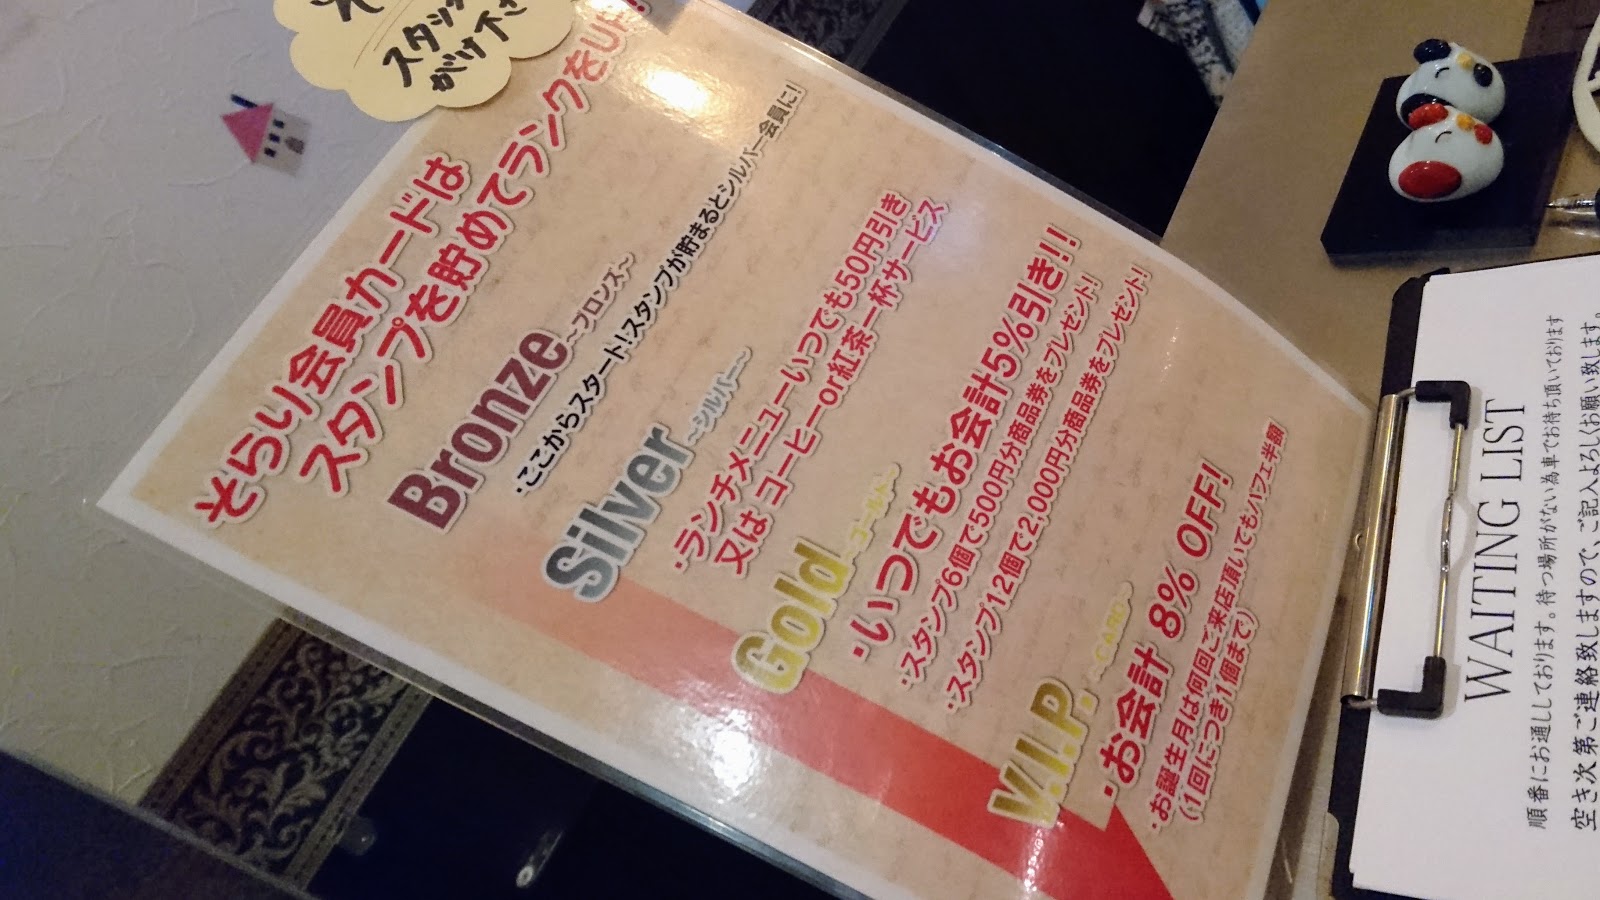 スタンプ
がけ下さ
そらり会員カードは
スタンプを貯めてランクをUP!
Bronze ～ブロンズ～
・ここからスタート!スタンプが貯まるとシルバー会員に!
Silver ～シルバー～
・ランチメニューいつでも50円引き
又は コーヒーor紅茶一杯サービス
Gold ～ゴールド～
・いつでもお会計5%引き!!
・スタンプ6個で500円分商品券をプレゼント!
・スタンプ12個で2,000円分商品券をプレゼント!
V.I.P. ～CARD～
・お会計 8% OFF!
・お誕生月は何回ご来店頂いてもパフェ半額
(1回につき1個まで)
WAITING LIST
順番にお通ししております。待つ場所がない為車でお待ち頂いております
空き次第ご連絡致しますので、ご記入よろしくお願い致します。